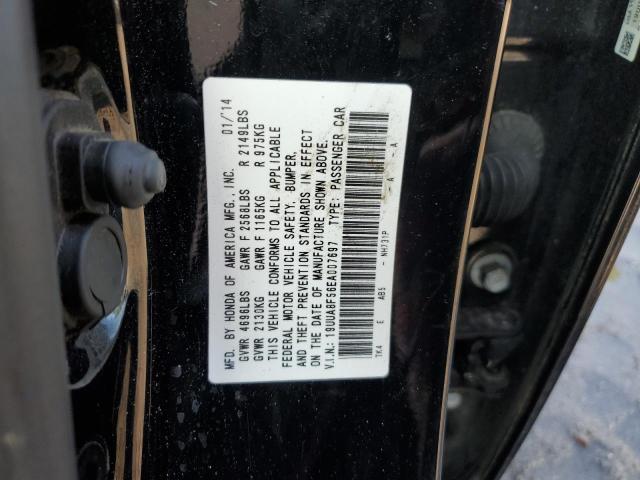 MFD. BY HONDA OF AMERICA MFG., INC. 01/14
GVWR 4696LBS GAWR F 2568LBS R 2149LBS
GVWR 2130KG GAWR F 1165KG R 975KG
THIS VEHICLE CONFORMS TO ALL APPLICABLE
FEDERAL MOTOR VEHICLE SAFETY, BUMPER,
AND THEFT PREVENTION STANDARDS IN EFFECT
ON THE DATE OF MANUFACTURE SHOWN ABOVE.
V.I.N.: 19UUA8F56EA007697 TYPE: PASSENGER CAR
TK4 E AB5 - NH731P - A - A